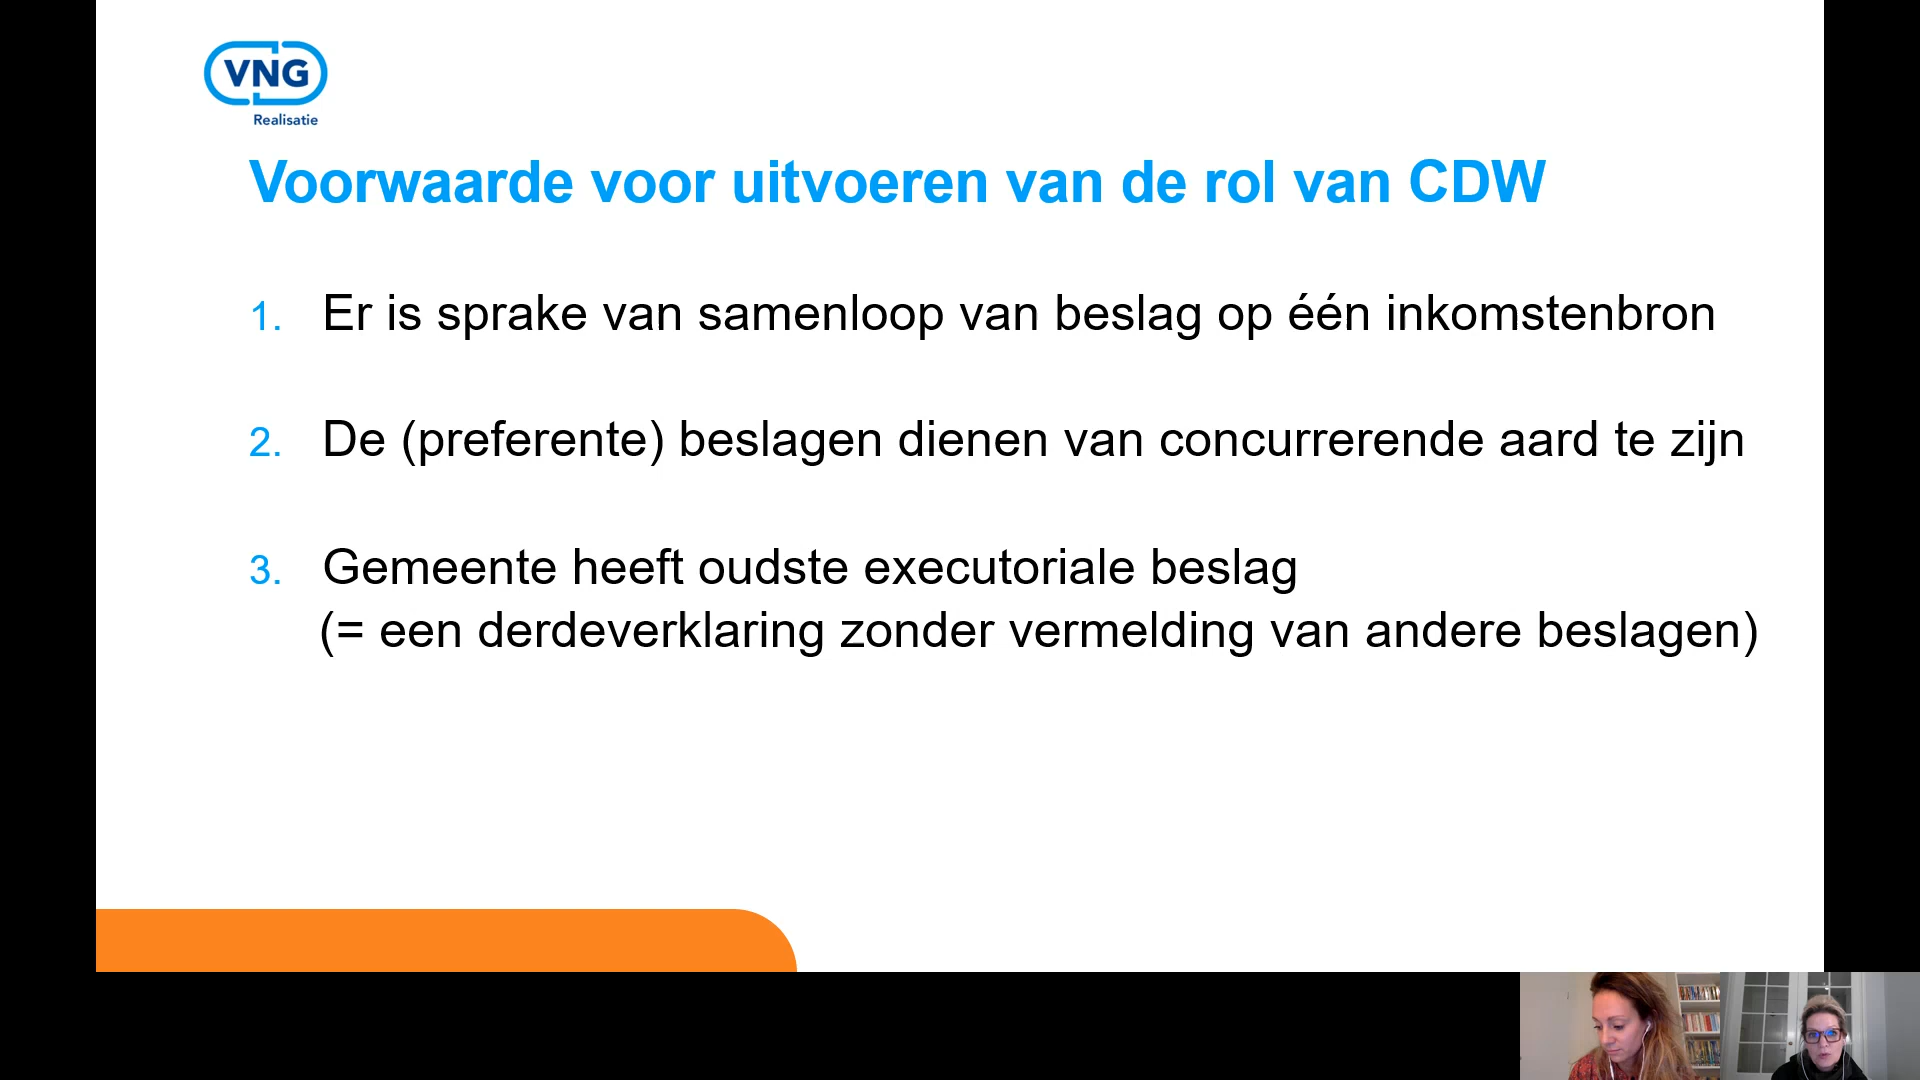 VNG
Realisatie
Voorwaarde voor uitvoeren van de rol van CDW
1. Er is sprake van samenloop van beslag op één inkomstenbron
2. De (preferente) beslagen dienen van concurrerende aard te zijn
3. Gemeente heeft oudste executoriale beslag
(= een derdeverklaring zonder vermelding van andere beslagen)